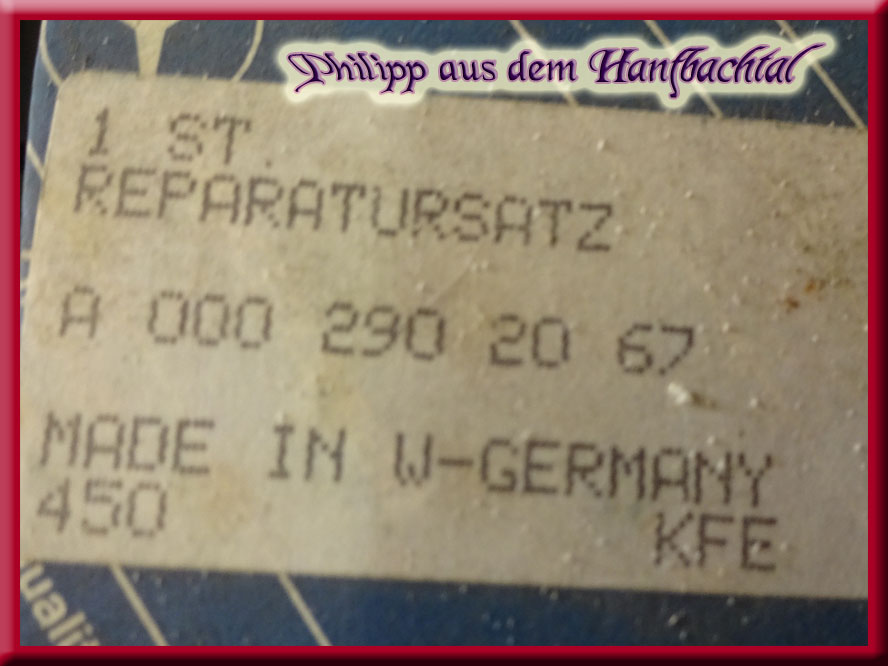 Philipp aus dem Hanfbachtal
1 ST.
REPARATURSATZ
A 000 290 20 67
MADE IN W-GERMANY
450 KFE